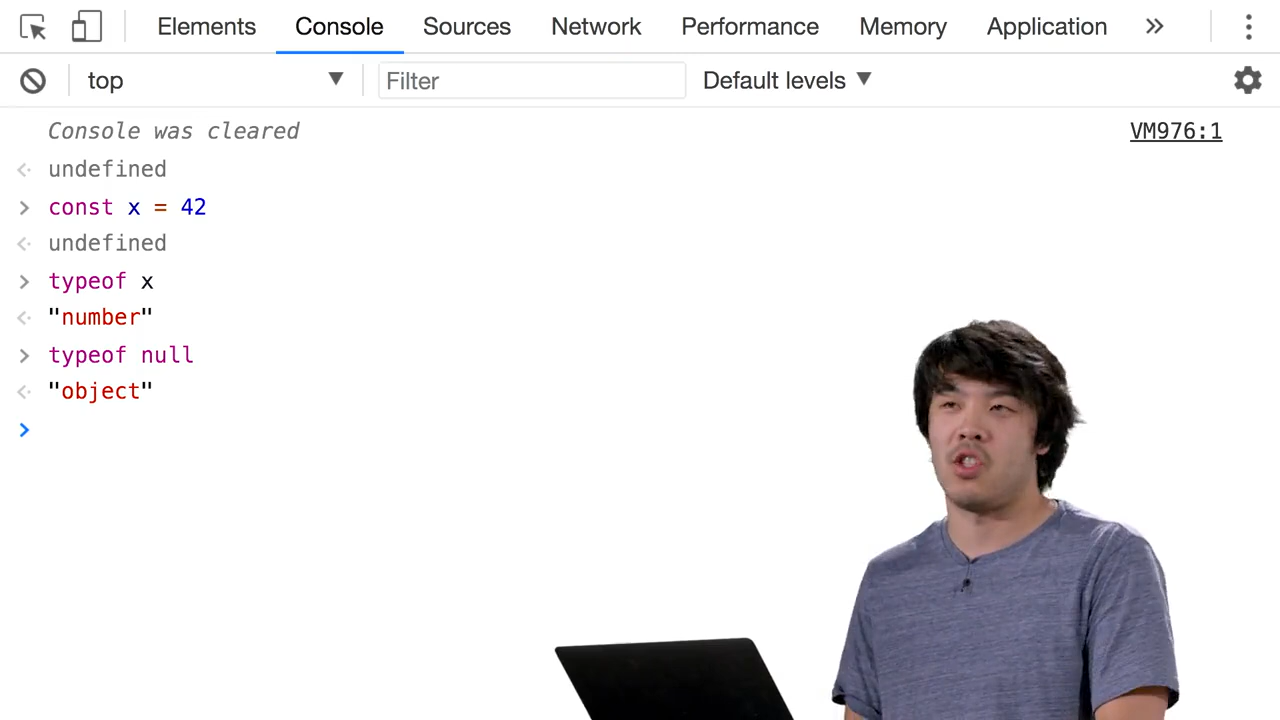 Elements Console Sources Network Performance Memory Application »
top Filter Default levels
Console was cleared VM976:1
undefined
const x = 42
undefined
typeof x
"number"
typeof null
"object"